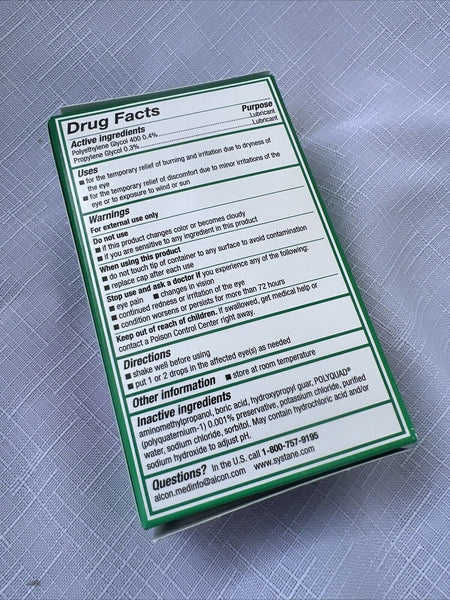 Drug Facts
Active ingredients Purpose
Polyethylene Glycol 400 0.4%..........Lubricant
Propylene Glycol 0.3%..........Lubricant
Uses
■ for the temporary relief of burning and irritation due to dryness of
the eye
■ for the temporary relief of discomfort due to minor irritations of the
eye or to exposure to wind or sun
Warnings
For external use only
Do not use
■ if this product changes color or becomes cloudy
■ if you are sensitive to any ingredient in this product
When using this product
■ do not touch tip of container to any surface to avoid contamination
■ replace cap after each use
Stop use and ask a doctor if you experience any of the following:
■ eye pain ■ changes in vision
■ continued redness or irritation of the eye
■ condition worsens or persists for more than 72 hours
Keep out of reach of children. If swallowed, get medical help or
contact a Poison Control Center right away.
Directions
■ shake well before using
■ put 1 or 2 drops in the affected eye(s) as needed
Other information ■ store at room temperature
Inactive ingredients
aminomethylpropanol, boric acid, hydroxypropyl guar, POLYQUAD®
(polyquaternium-1) 0.001% preservative, potassium chloride, purified
water, sodium chloride, sorbitol. May contain hydrochloric acid and/or
sodium hydroxide to adjust pH.
Questions? In the U.S. call 1-800-757-9195
alcon.medinfo@alcon.com www.systane.com